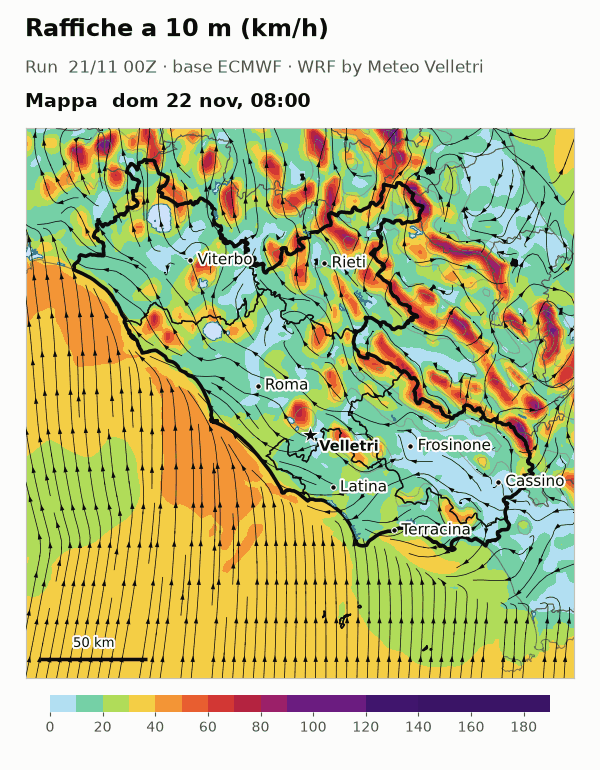 Raffiche a 10 m (km/h)
Run  21/11 00Z · base ECMWF · WRF by Meteo Velletri
Mappa  dom 22 nov, 08:00
Viterbo
Rieti
Roma
Velletri
Frosinone
Cassino
Latina
Terracina
50 km
0 20 40 60 80 100 120 140 160 180